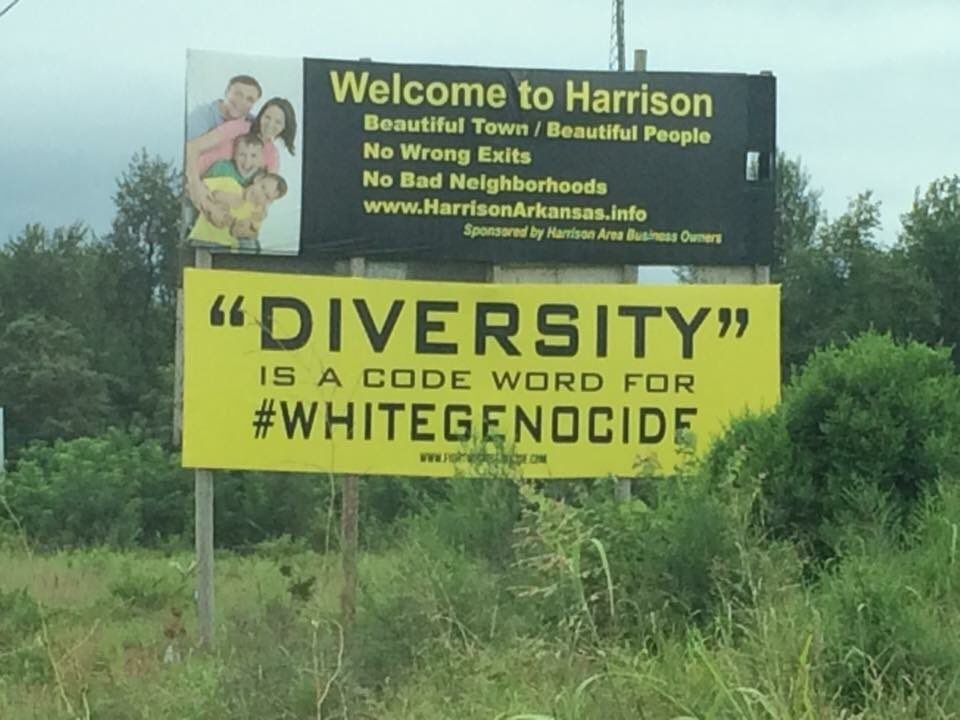 Welcome to Harrison
Beautiful Town / Beautiful People
No Wrong Exits
No Bad Neighborhoods
www.HarrisonArkansas.info
Sponsored by Harrison Area Business Owners
“DIVERSITY”
IS A CODE WORD FOR
#WHITEGENOCIDE